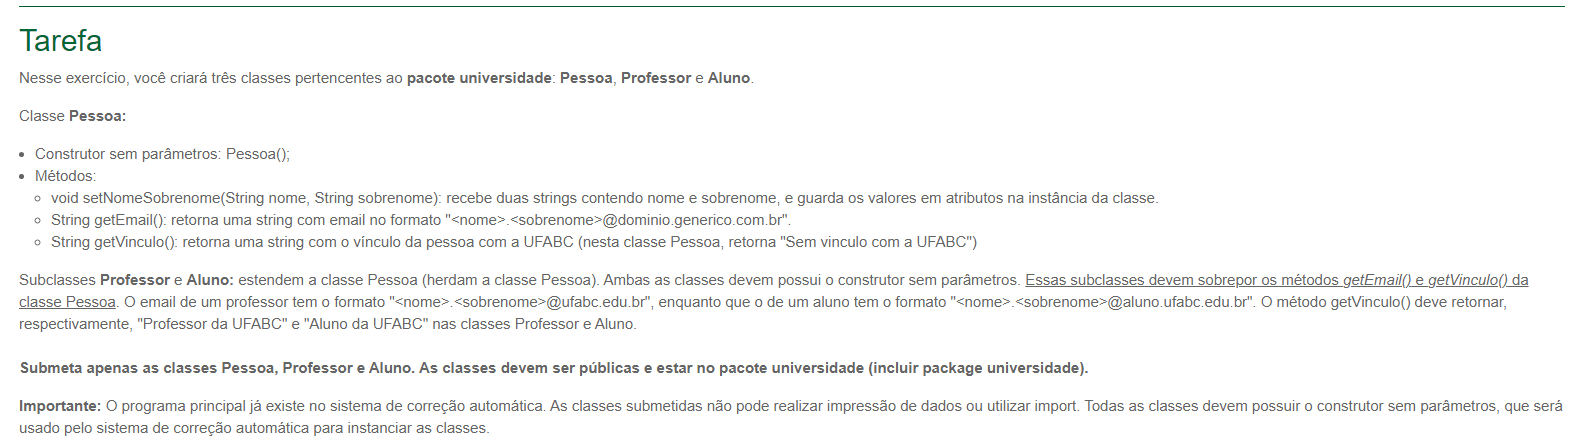 Tarefa
Nesse exercício, você criará três classes pertencentes ao pacote universidade: Pessoa, Professor e Aluno.
Classe Pessoa:
Construtor sem parâmetros: Pessoa();
Métodos:
void setNomeSobrenome(String nome, String sobrenome): recebe duas strings contendo nome e sobrenome, e guarda os valores em atributos na instância da classe.
String getEmail(): retorna uma string com email no formato "<nome>.<sobrenome>@dominio.generico.com.br".
String getVinculo(): retorna uma string com o vínculo da pessoa com a UFABC (nesta classe Pessoa, retorna "Sem vinculo com a UFABC")
Subclasses Professor e Aluno: estendem a classe Pessoa (herdam a classe Pessoa). Ambas as classes devem possui o construtor sem parâmetros. Essas subclasses devem sobrepor os métodos getEmail() e getVinculo() da
classe Pessoa. O email de um professor tem o formato "<nome>.<sobrenome>@ufabc.edu.br", enquanto que o de um aluno tem o formato "<nome>.<sobrenome>@aluno.ufabc.edu.br". O método getVinculo() deve retornar,
respectivamente, "Professor da UFABC" e "Aluno da UFABC" nas classes Professor e Aluno.
Submeta apenas as classes Pessoa, Professor e Aluno. As classes devem ser públicas e estar no pacote universidade (incluir package universidade).
Importante: O programa principal já existe no sistema de correção automática. As classes submetidas não pode realizar impressão de dados ou utilizar import. Todas as classes devem possuir o construtor sem parâmetros, que será
usado pelo sistema de correção automática para instanciar as classes.